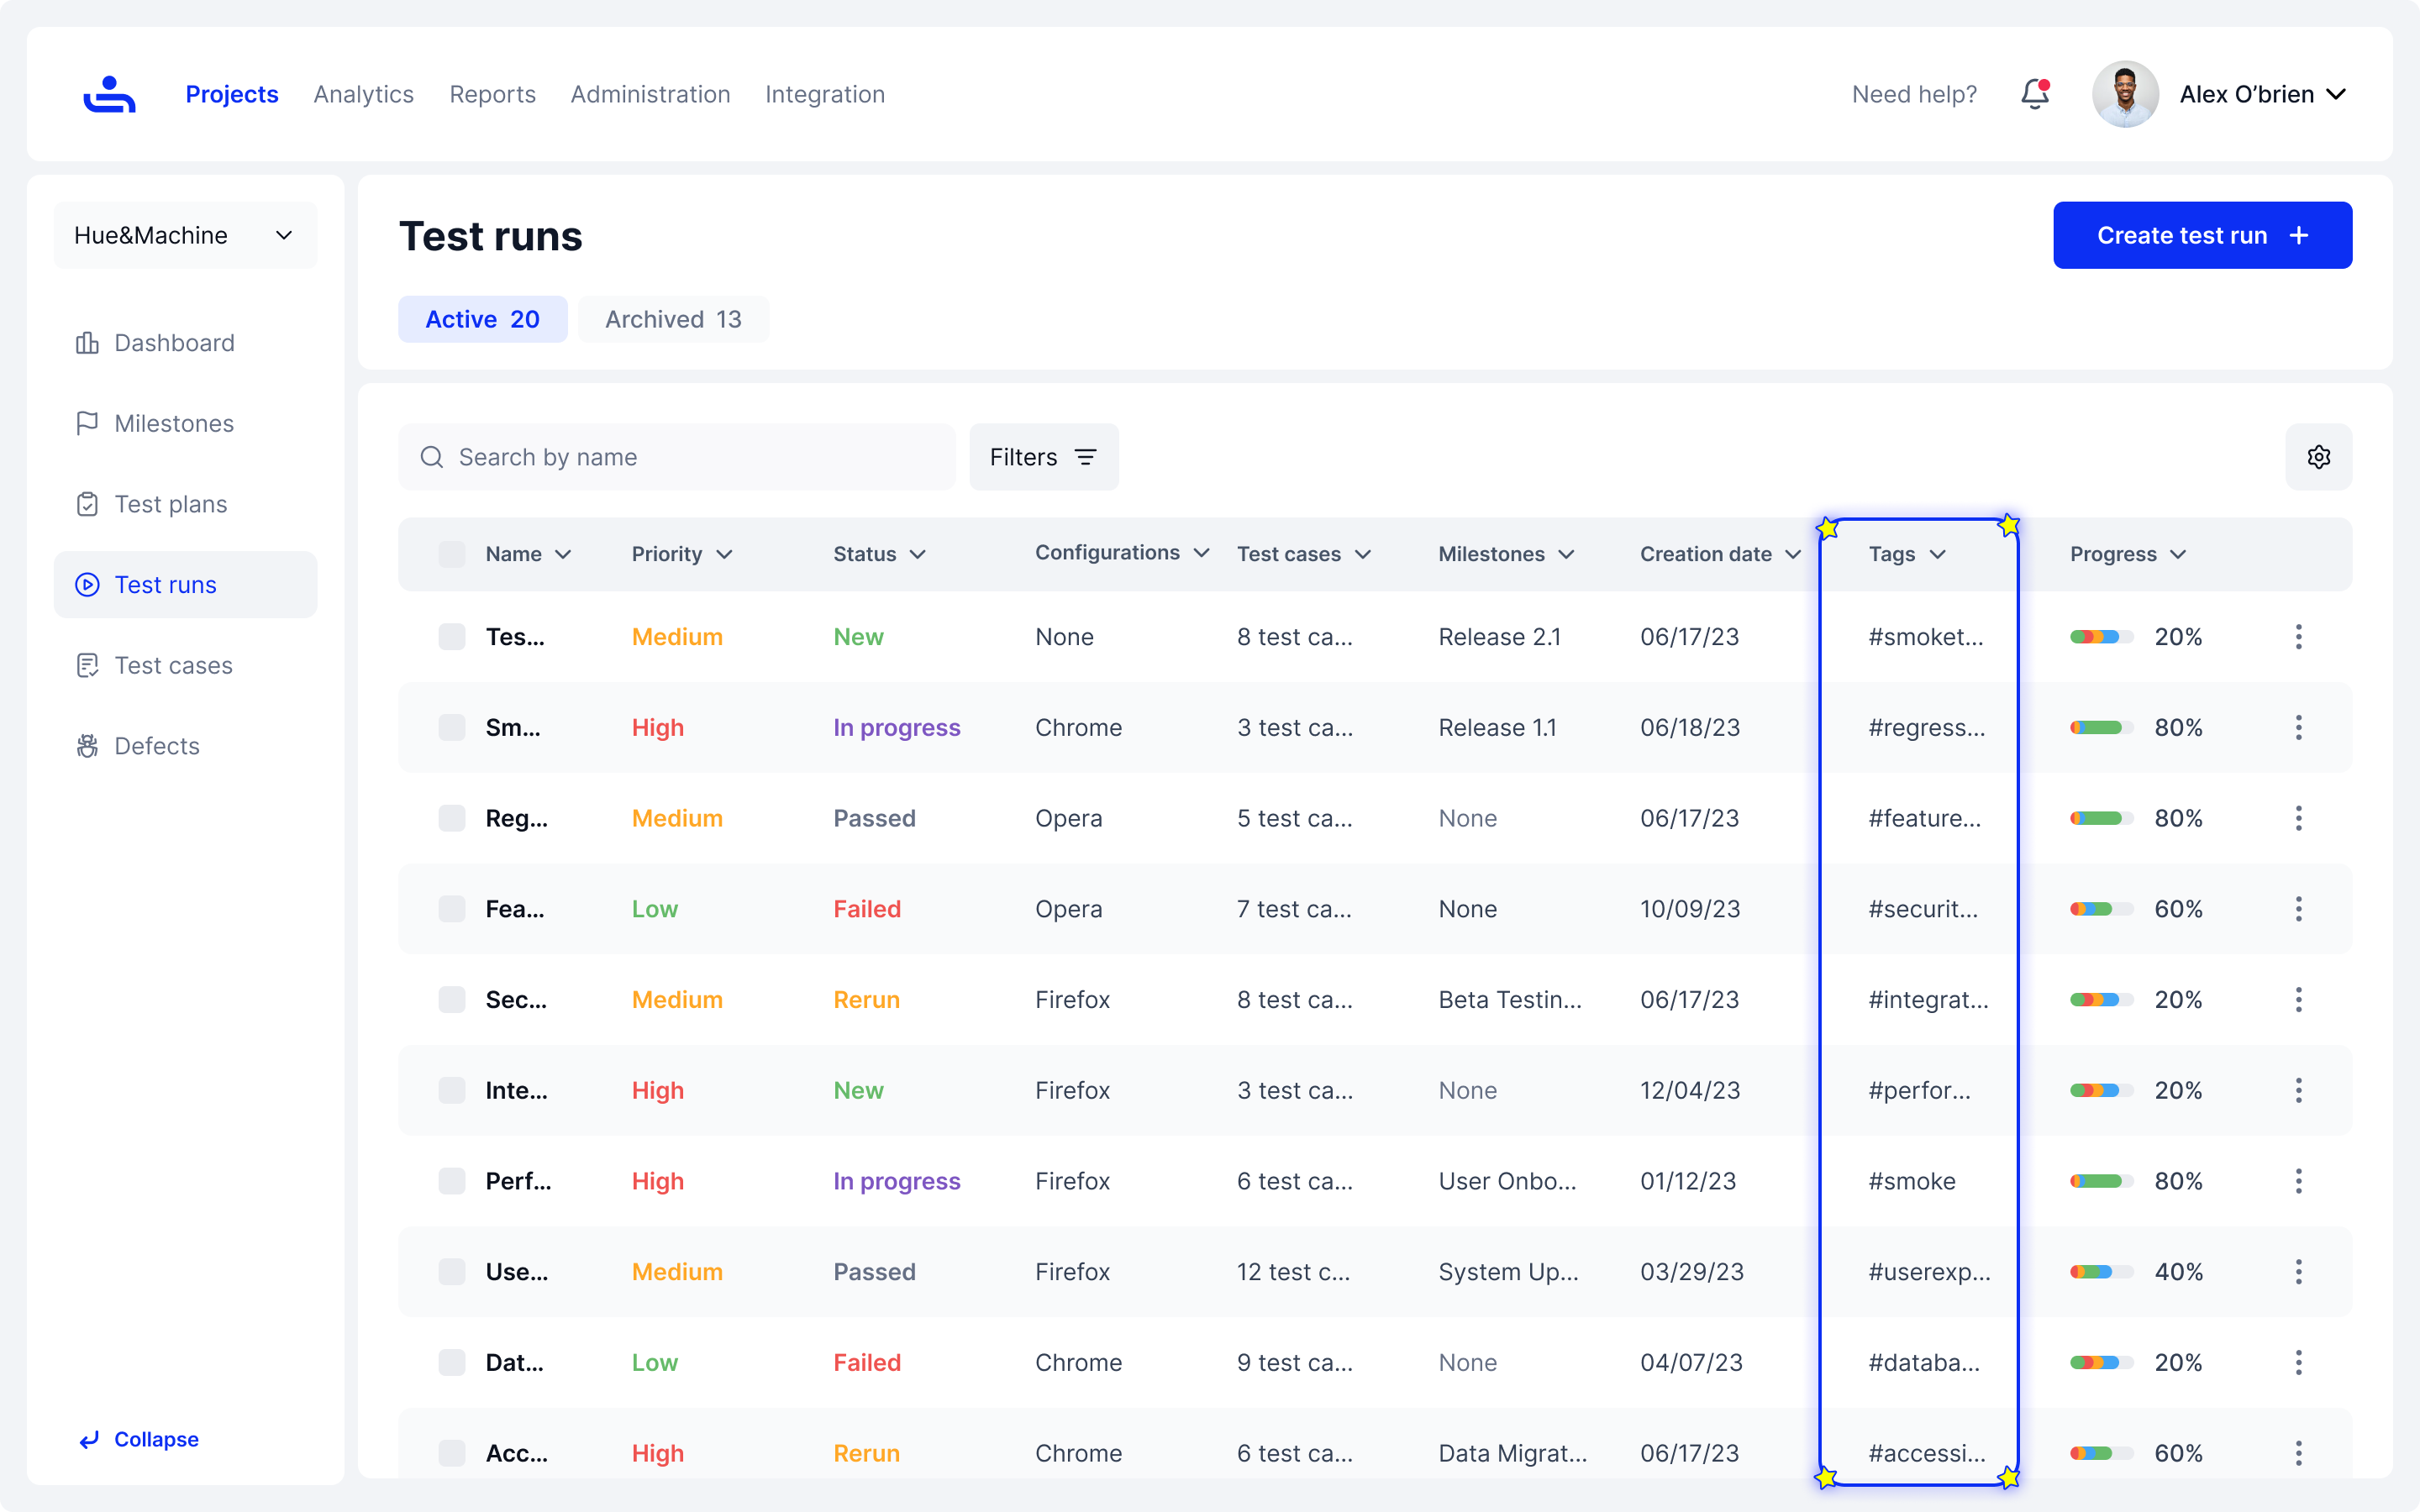 Projects Analytics Reports Administration Integration Need help? Alex O’brien
Hue&Machine
Dashboard
Milestones
Test plans
Test runs
Test cases
Defects
Collapse
Test runs
Create test run +
Active 20 Archived 13
Search by name Filters
Name Priority Status Configurations Test cases Milestones Creation date Tags Progress
Tes... Medium New None 8 test ca... Release 2.1 06/17/23 #smoket... 20%
Sm... High In progress Chrome 3 test ca... Release 1.1 06/18/23 #regress... 80%
Reg... Medium Passed Opera 5 test ca... None 06/17/23 #feature... 80%
Fea... Low Failed Opera 7 test ca... None 10/09/23 #securit... 60%
Sec... Medium Rerun Firefox 8 test ca... Beta Testin... 06/17/23 #integrat... 20%
Inte... High New Firefox 3 test ca... None 12/04/23 #perfor... 20%
Perf... High In progress Firefox 6 test ca... User Onbo... 01/12/23 #smoke 80%
Use... Medium Passed Firefox 12 test c... System Up... 03/29/23 #userexp... 40%
Dat... Low Failed Chrome 9 test ca... None 04/07/23 #databa... 20%
Acc... High Rerun Chrome 6 test ca... Data Migrat... 06/17/23 #accessi... 60%